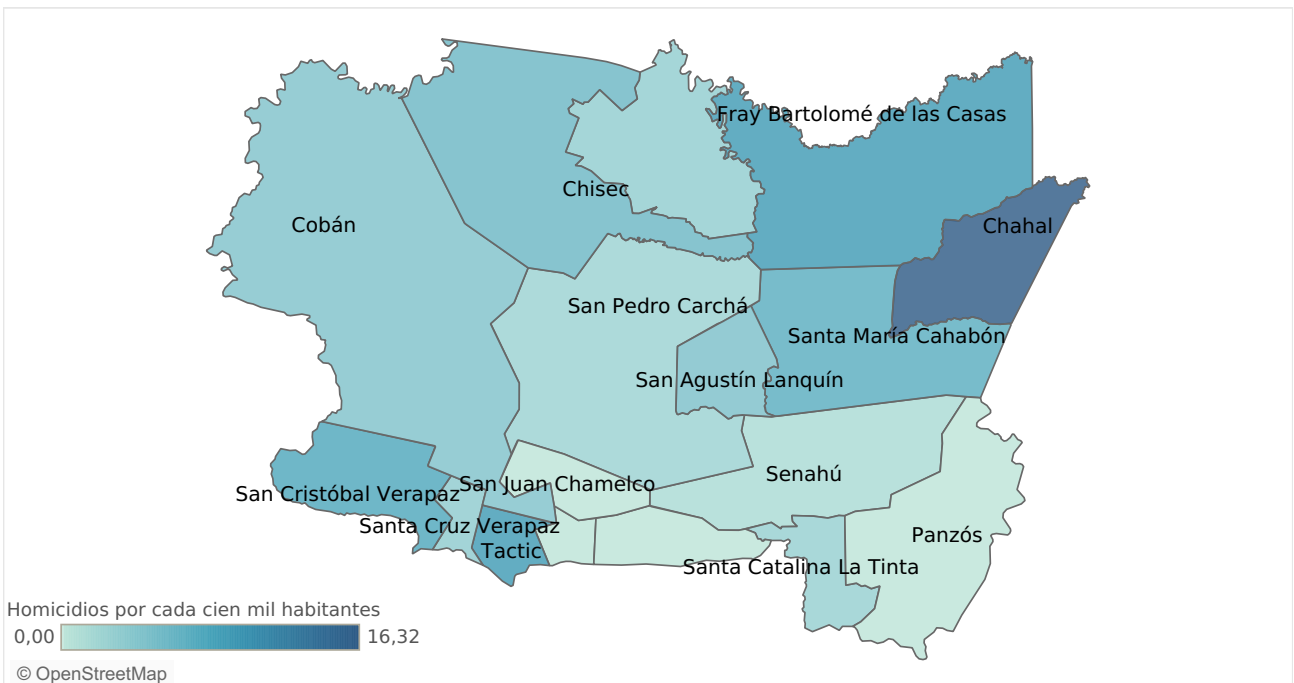 Fray Bartolomé de las Casas
Chisec
Cobán
Chahal
San Pedro Carchá
Santa María Cahabón
San Agustín Lanquín
Senahú
San Juan Chamelco
San Cristóbal Verapaz
Santa Cruz Verapaz
Tactic
Panzós
Santa Catalina La Tinta
Homicidios por cada cien mil habitantes
0,00 16,32
© OpenStreetMap